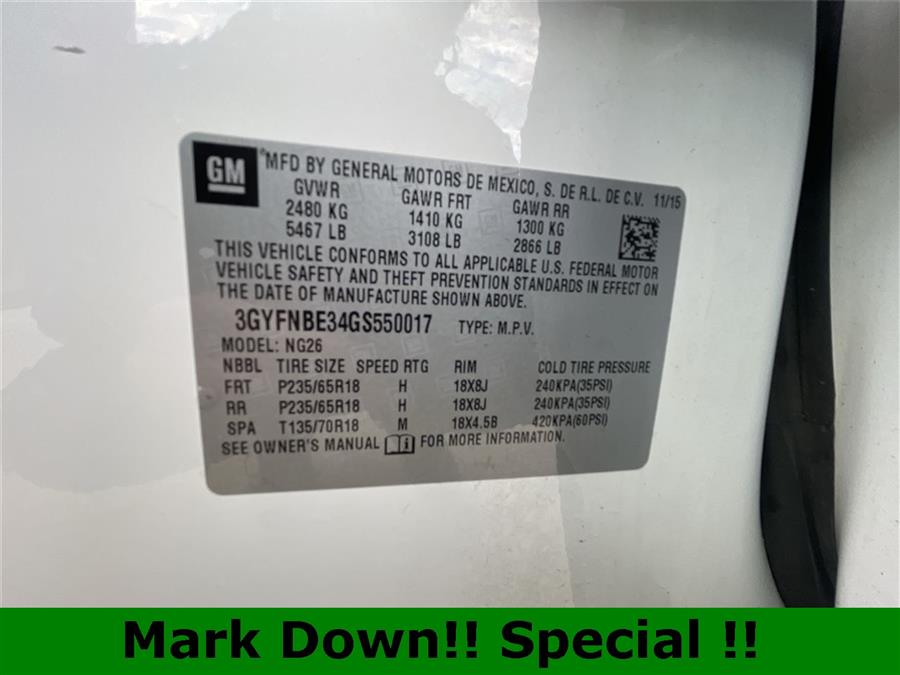 GM ®MFD BY GENERAL MOTORS DE MEXICO, S. DE R.L. DE C.V. 11/15
GVWR GAWR FRT GAWR RR
2480 KG 1410 KG 1300 KG
5467 LB 3108 LB 2866 LB
THIS VEHICLE CONFORMS TO ALL APPLICABLE U.S. FEDERAL MOTOR
VEHICLE SAFETY AND THEFT PREVENTION STANDARDS IN EFFECT ON
THE DATE OF MANUFACTURE SHOWN ABOVE.
3GYFNBE34GS550017 TYPE: M.P.V.
MODEL: NG26
NBBL TIRE SIZE SPEED RTG RIM COLD TIRE PRESSURE
FRT P235/65R18 H 18X8J 240KPA(35PSI)
RR P235/65R18 H 18X8J 240KPA(35PSI)
SPA T135/70R18 M 18X4.5B 420KPA(60PSI)
SEE OWNER'S MANUAL FOR MORE INFORMATION.
Mark Down!! Special !!